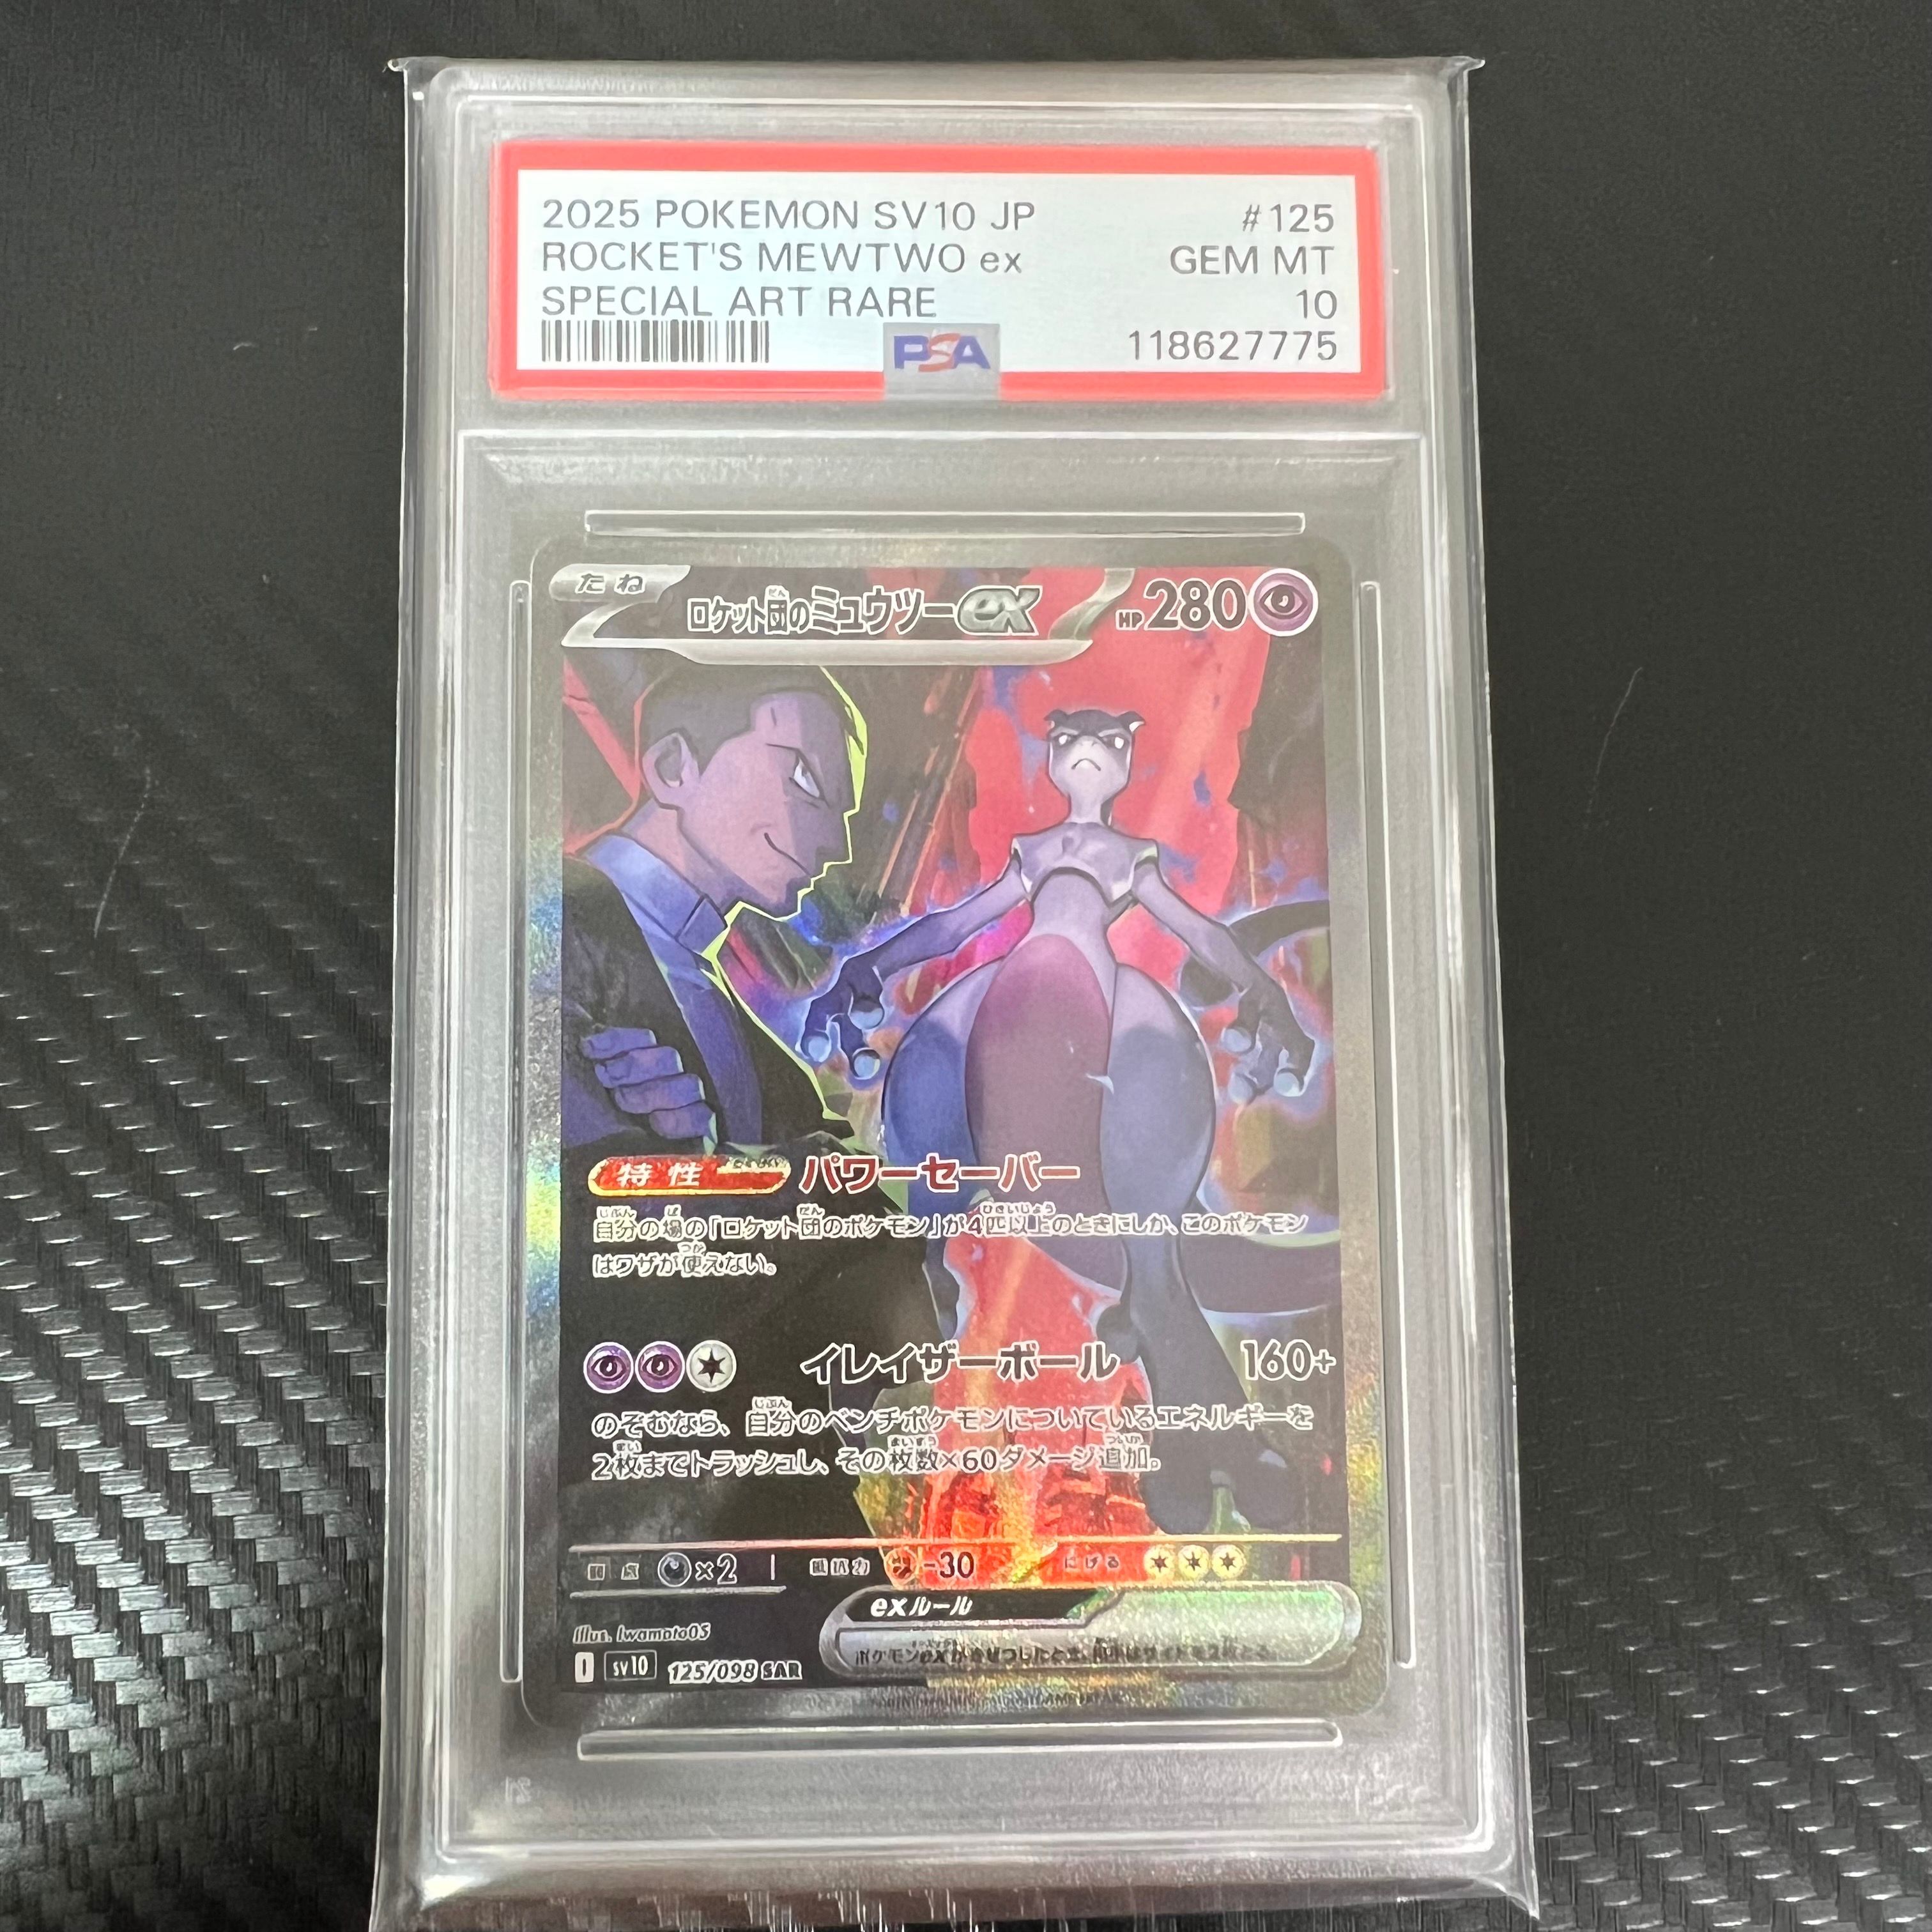 2025 POKEMON SV10 JP #125
ROCKET'S MEWTWO ex GEM MT
SPECIAL ART RARE 10
PSA 118627775
たね ロケット団のミュウツーex HP280
特性 パワーセーバー
自分の場の「ロケット団のポケモン」が4匹以上のときにしか、このポケモン
はワザが使えない。
イレイザーボール 160+
のぞむなら、自分のベンチポケモンについているエネルギーを
2枚までトラッシュし、その枚数×60ダメージ追加。
×2 -30 にげる
exルール
Illus. Iwamoto05
I sv10 125/098 SAR